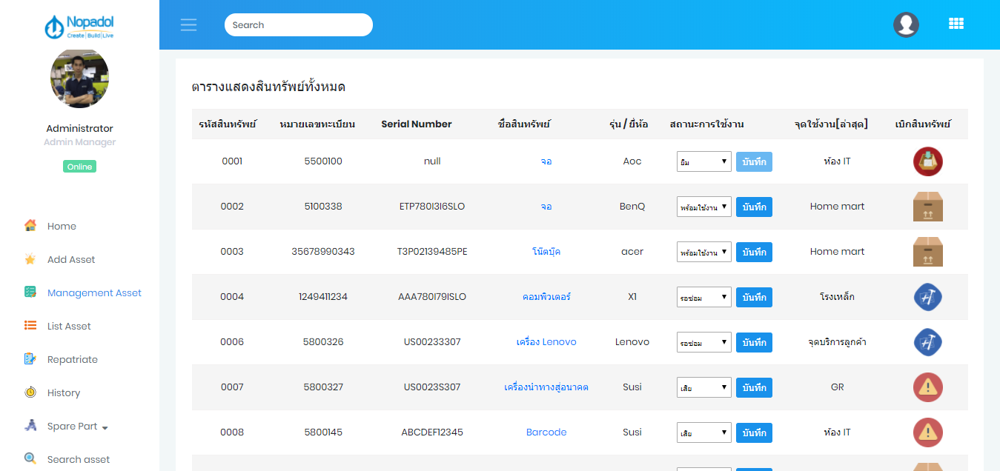 Nopadol
Create | Build | Live
Search
Administrator
Admin Manager
Online
Home
Add Asset
Management Asset
List Asset
Repatriate
History
Spare Part
Search asset
ตารางแสดงสินทรัพย์ทั้งหมด
รหัสสินทรัพย์ หมายเลขทะเบียน Serial Number ชื่อสินทรัพย์ รุ่น / ยี่ห้อ สถานะการใช้งาน จุดใช้งาน[ล่าสุด] เบิกสินทรัพย์
0001 5500100 null จอ Aoc ยืม บันทึก ห้อง IT
0002 5100338 ETP780I3I6SLO จอ BenQ พร้อมใช้งาน บันทึก Home mart
0003 35678990343 T3P02139485PE โน๊ตบุ๊ค acer พร้อมใช้งาน บันทึก Home mart
0004 1249411234 AAA780I79ISLO คอมพิวเตอร์ X1 รอซ่อม บันทึก โรงเหล็ก
0006 5800326 US00233307 เครื่อง Lenovo Lenovo รอซ่อม บันทึก จุดบริการลูกค้า
0007 5800327 US0023S307 เครื่องนำทางสู่อนาคต Susi เสีย บันทึก GR
0008 5800145 ABCDEF12345 Barcode Susi เสีย บันทึก ห้อง IT